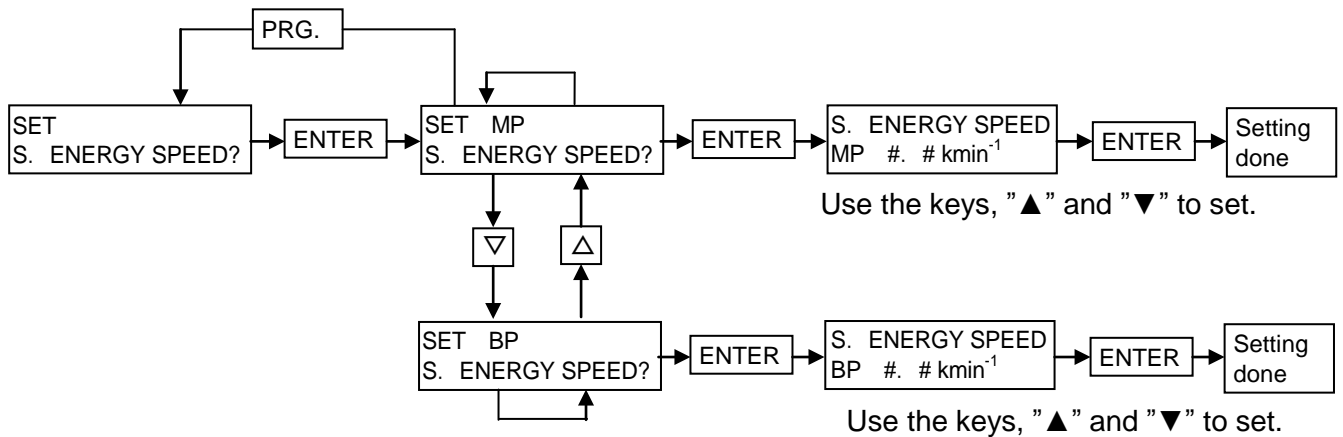 PRG.
SET
S. ENERGY SPEED?
ENTER
SET MP
S. ENERGY SPEED?
ENTER
S. ENERGY SPEED
MP #. # kmin⁻¹
ENTER
Setting
done
Use the keys, ”▲” and ”▼” to set.
▽
△
SET BP
S. ENERGY SPEED?
ENTER
S. ENERGY SPEED
BP #. # kmin⁻¹
ENTER
Setting
done
Use the keys, ”▲” and ”▼” to set.